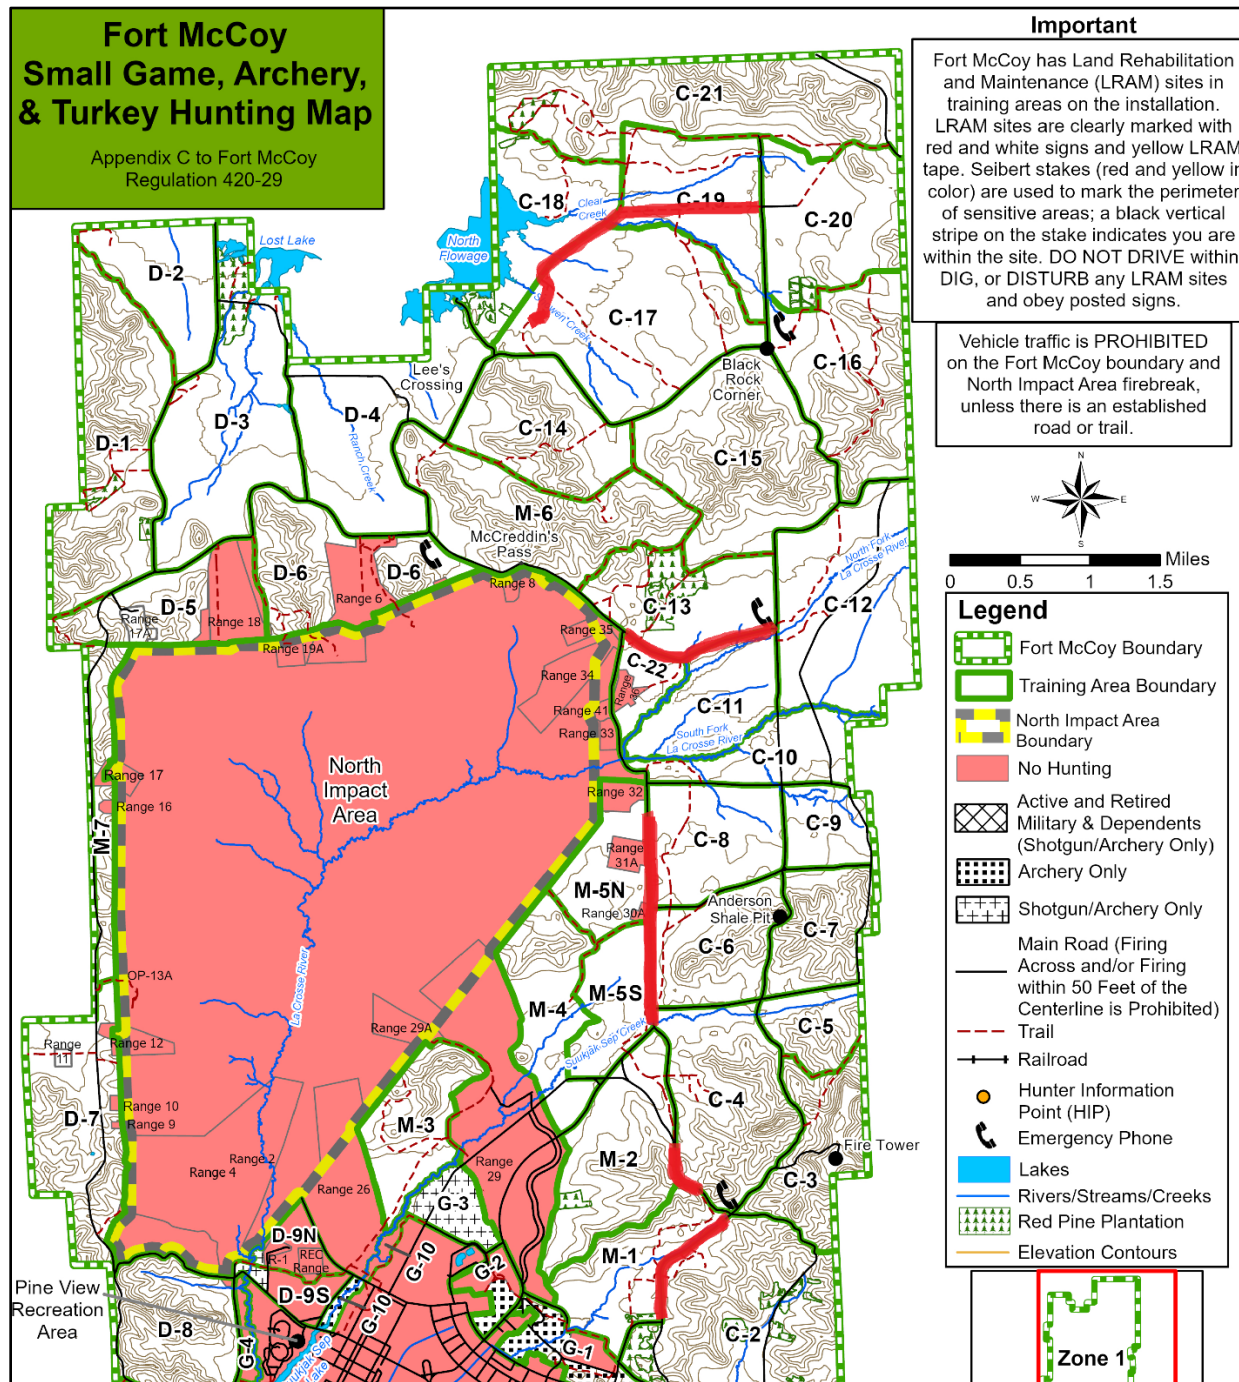 Fort McCoy
Small Game, Archery,
& Turkey Hunting Map
Appendix C to Fort McCoy
Regulation 420-29
Important
Fort McCoy has Land Rehabilitation
and Maintenance (LRAM) sites in
training areas on the installation.
LRAM sites are clearly marked with
red and white signs and yellow LRAM
tape. Seibert stakes (red and yellow in
color) are used to mark the perimeter
of sensitive areas; a black vertical
stripe on the stake indicates you are
within the site. DO NOT DRIVE within,
DIG, or DISTURB any LRAM sites
and obey posted signs.
Vehicle traffic is PROHIBITED
on the Fort McCoy boundary and
North Impact Area firebreak,
unless there is an established
road or trail.
N
W
E
S
Miles
0
0.5
1
1.5
Legend
Fort McCoy Boundary
Training Area Boundary
North Impact Area
Boundary
No Hunting
Active and Retired
Military & Dependents
(Shotgun/Archery Only)
Archery Only
Shotgun/Archery Only
Main Road (Firing
Across and/or Firing
within 50 Feet of the
Centerline is Prohibited)
Trail
Railroad
Hunter Information
Point (HIP)
Emergency Phone
Lakes
Rivers/Streams/Creeks
Red Pine Plantation
Elevation Contours
Zone 1
C-21
C-18
Clear
Creek
C-19
C-20
North
Flowage
Lost Lake
D-2
C-17
Creek
C-16
Black
Rock
Corner
Lee's
Crossing
D-1
D-3
D-4
Ranch Creek
C-14
C-15
M-6
McCreddin's
Pass
D-6
D-6
D-5
Range
17A
Range 18
Range 6
Range 8
Range 19A
Range 35
C-13
North Fork
La Crosse River
C-12
C-22
Range 34
Range
36
Range 41
Range 33
C-11
South Fork
La Crosse River
C-10
North
Impact
Area
Range 17
Range 16
Range 32
M-7
C-9
C-8
Range
31A
M-5N
Range 30A
Anderson
Shale Pit
C-7
C-6
OP-13A
La Crosse River
M-5S
M-4
Range 29A
Suukjak Sep Creek
C-5
Range
11
Range 12
Range 10
Range 9
D-7
C-4
M-3
M-2
Fire Tower
Range 2
Range 4
Range
29
C-3
Range 26
G-3
D-9N
R-1
REC
Range
G-10
G-2
M-1
Pine View
Recreation
Area
D-9S
G-10
D-8
G-4
G-1
C-2
Suukjak Sep
Lake